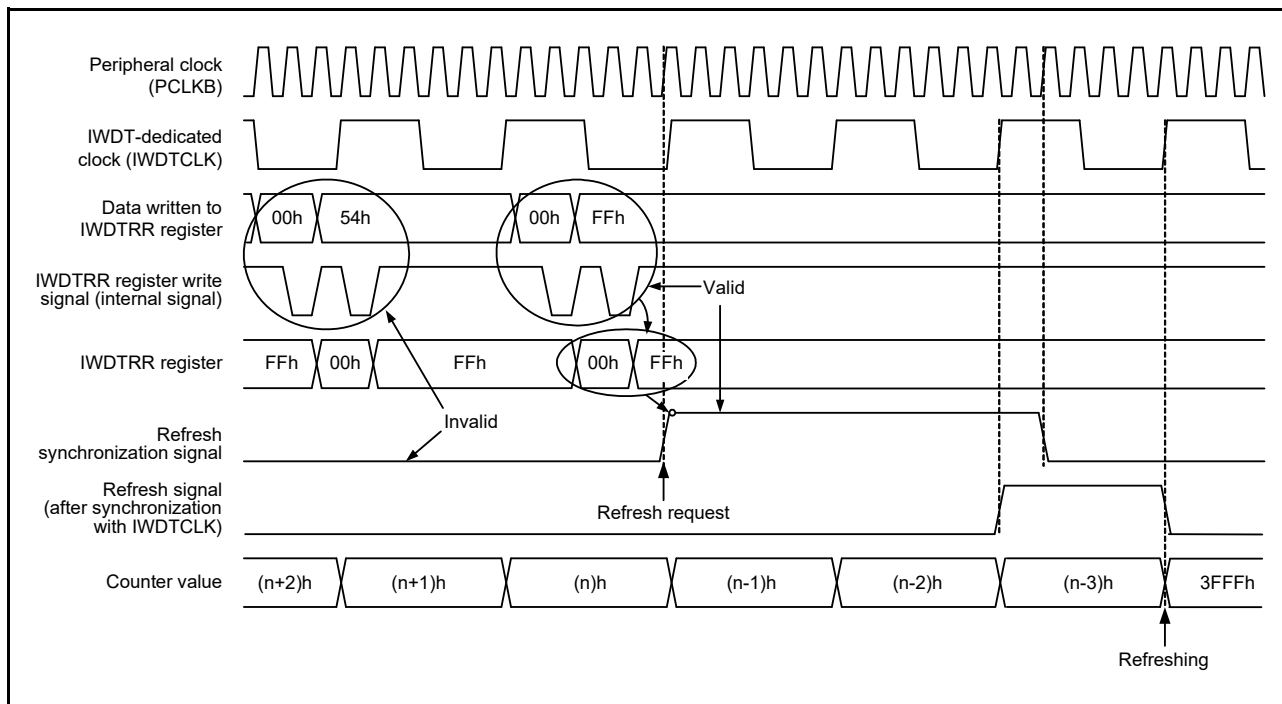 Peripheral clock
(PCLKB)
IWDT-dedicated
clock (IWDTCLK)
Data written to
IWDTRR register
00h
54h
00h
FFh
IWDTRR register write
signal (internal signal)
Valid
IWDTRR register
FFh
00h
FFh
00h
FFh
Invalid
Refresh
synchronization signal
Refresh request
Refresh signal
(after synchronization
with IWDTCLK)
Counter value
(n+2)h
(n+1)h
(n)h
(n-1)h
(n-2)h
(n-3)h
3FFFh
Refreshing